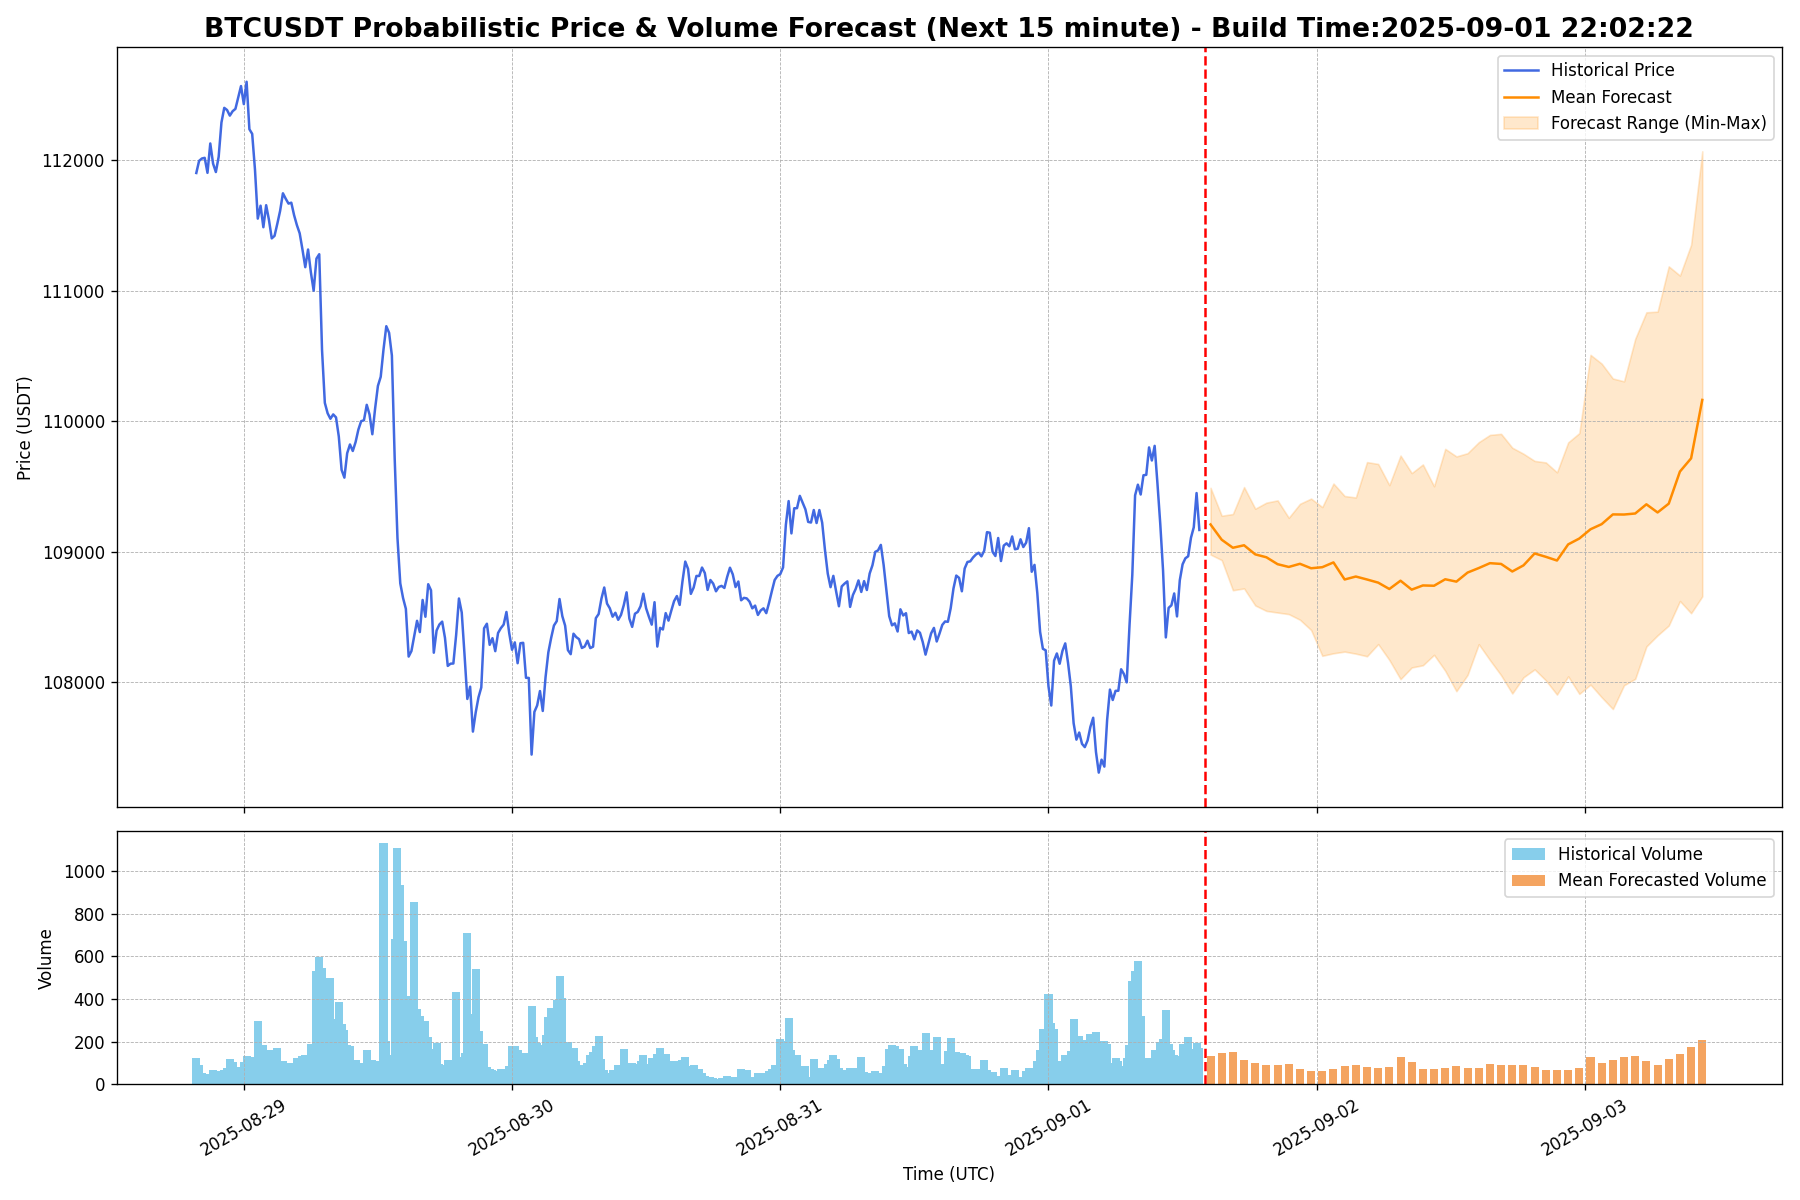 BTCUSDT Probabilistic Price & Volume Forecast (Next 15 minute) - Build Time:2025-09-01 22:02:22
Historical Price
Mean Forecast
Forecast Range (Min-Max)
112000
111000
110000
109000
108000
Price (USDT)
Historical Volume
Mean Forecasted Volume
1000
800
600
400
200
0
Volume
2025-08-29
2025-08-30
2025-08-31
2025-09-01
2025-09-02
2025-09-03
Time (UTC)